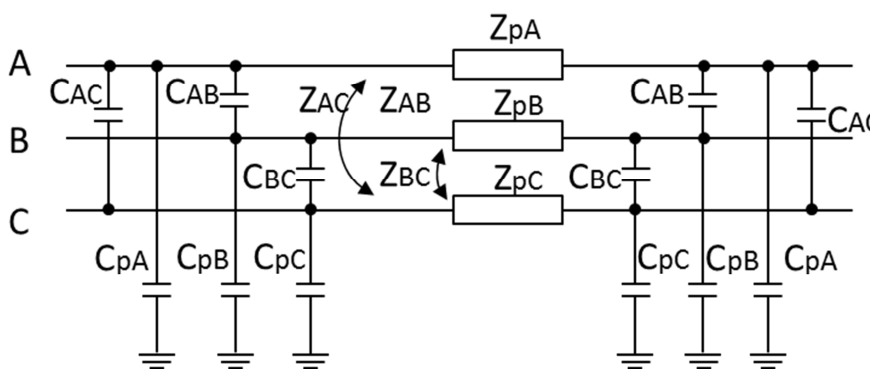 ZpA
A
CAC CAB ZAC ZAB CAB CAC
ZpB
B
CBC ZBC ZpC CBC
C
CpA CpB CpC CpC CpB CpA